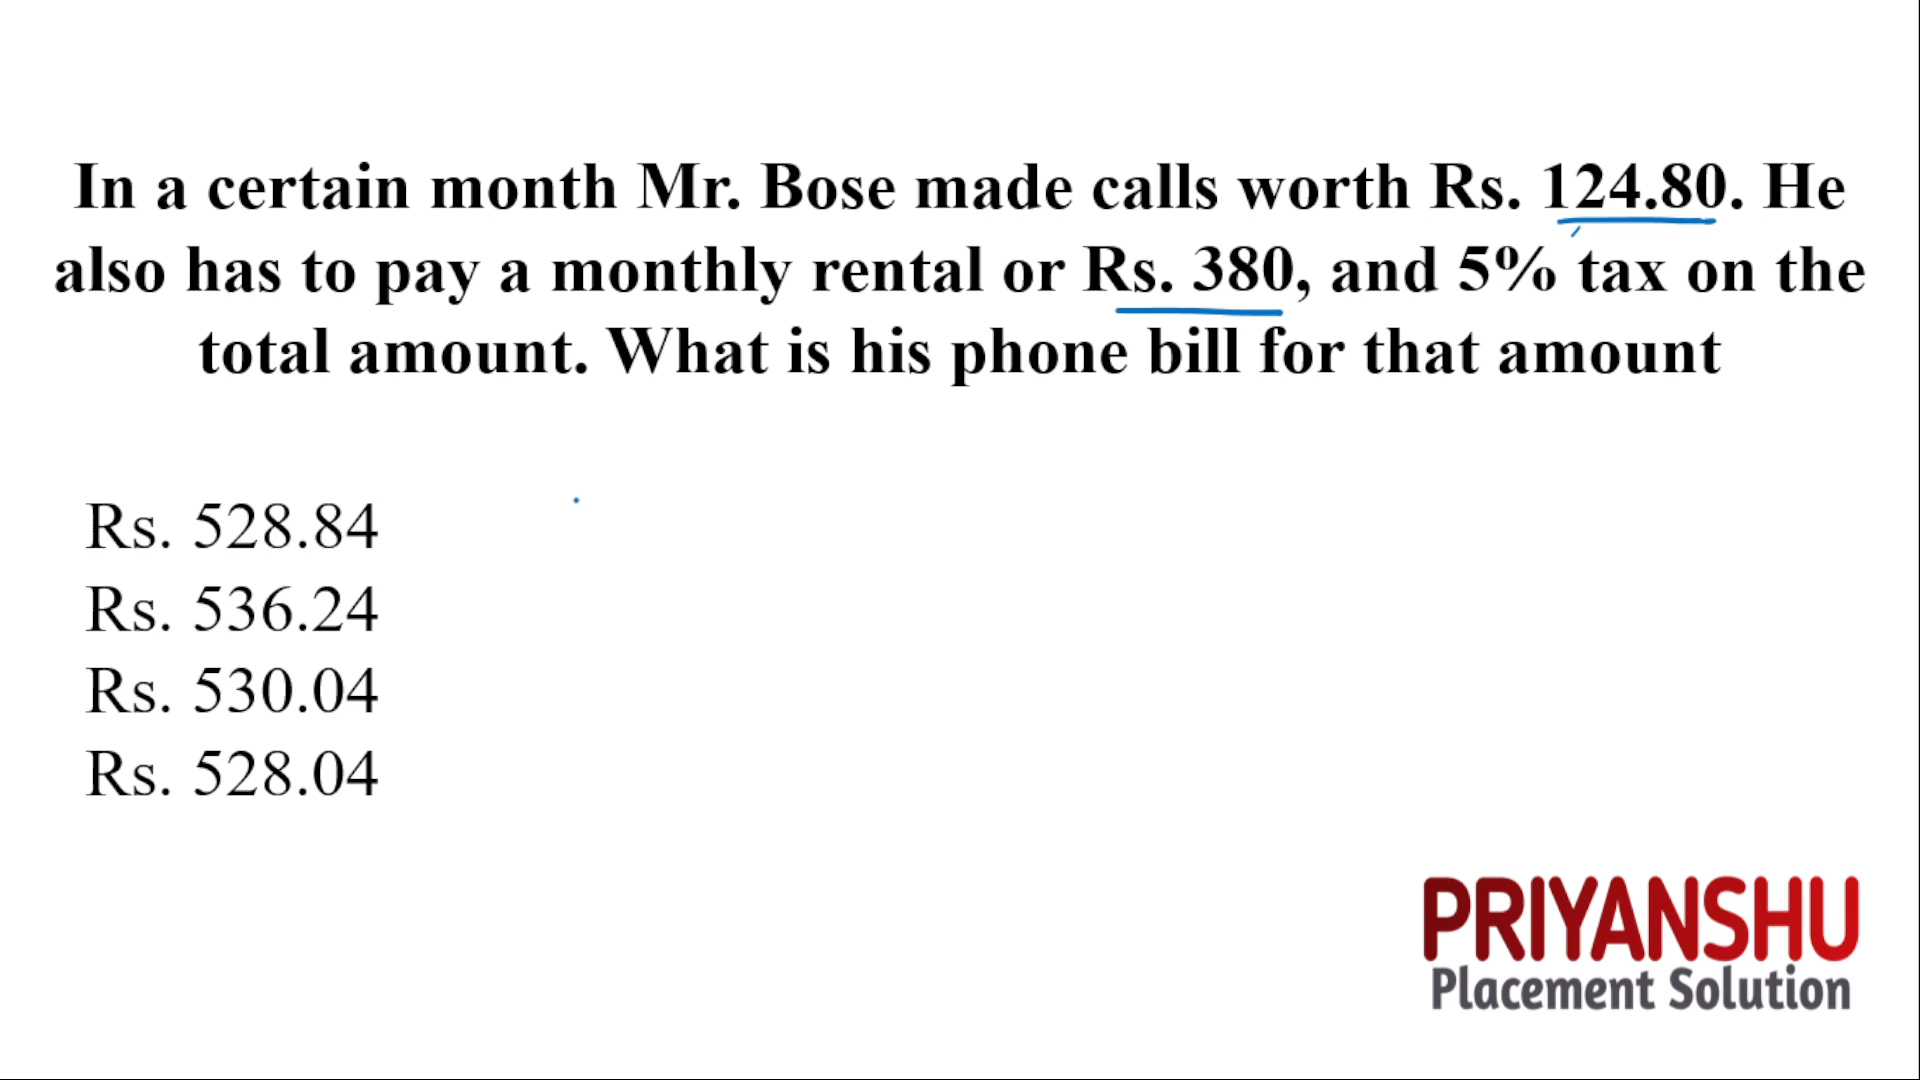 In a certain month Mr. Bose made calls worth Rs. 124.80. He
also has to pay a monthly rental or Rs. 380, and 5% tax on the
total amount. What is his phone bill for that amount
Rs. 528.84
Rs. 536.24
Rs. 530.04
Rs. 528.04
PRIYANSHU
Placement Solution